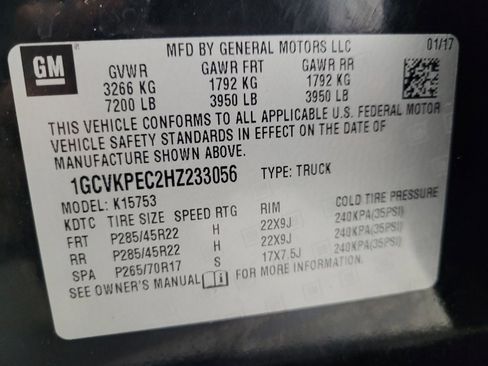 GM
MFD BY GENERAL MOTORS LLC 01/17
GVWR GAWR FRT GAWR RR
3266 KG 1792 KG 1792 KG
7200 LB 3950 LB 3950 LB
THIS VEHICLE CONFORMS TO ALL APPLICABLE U.S. FEDERAL MOTOR
VEHICLE SAFETY STANDARDS IN EFFECT ON THE DATE OF
MANUFACTURE SHOWN ABOVE.
1GCVKPEC2HZ233056 TYPE: TRUCK
MODEL: K15753
KDTC TIRE SIZE SPEED RTG RIM COLD TIRE PRESSURE
FRT P285/45R22 H 22X9J 240KPA(35PSI)
RR P285/45R22 H 22X9J 240KPA(35PSI)
SPA P265/70R17 S 17X7.5J 240KPA(35PSI)
SEE OWNER'S MANUAL FOR MORE INFORMATION.